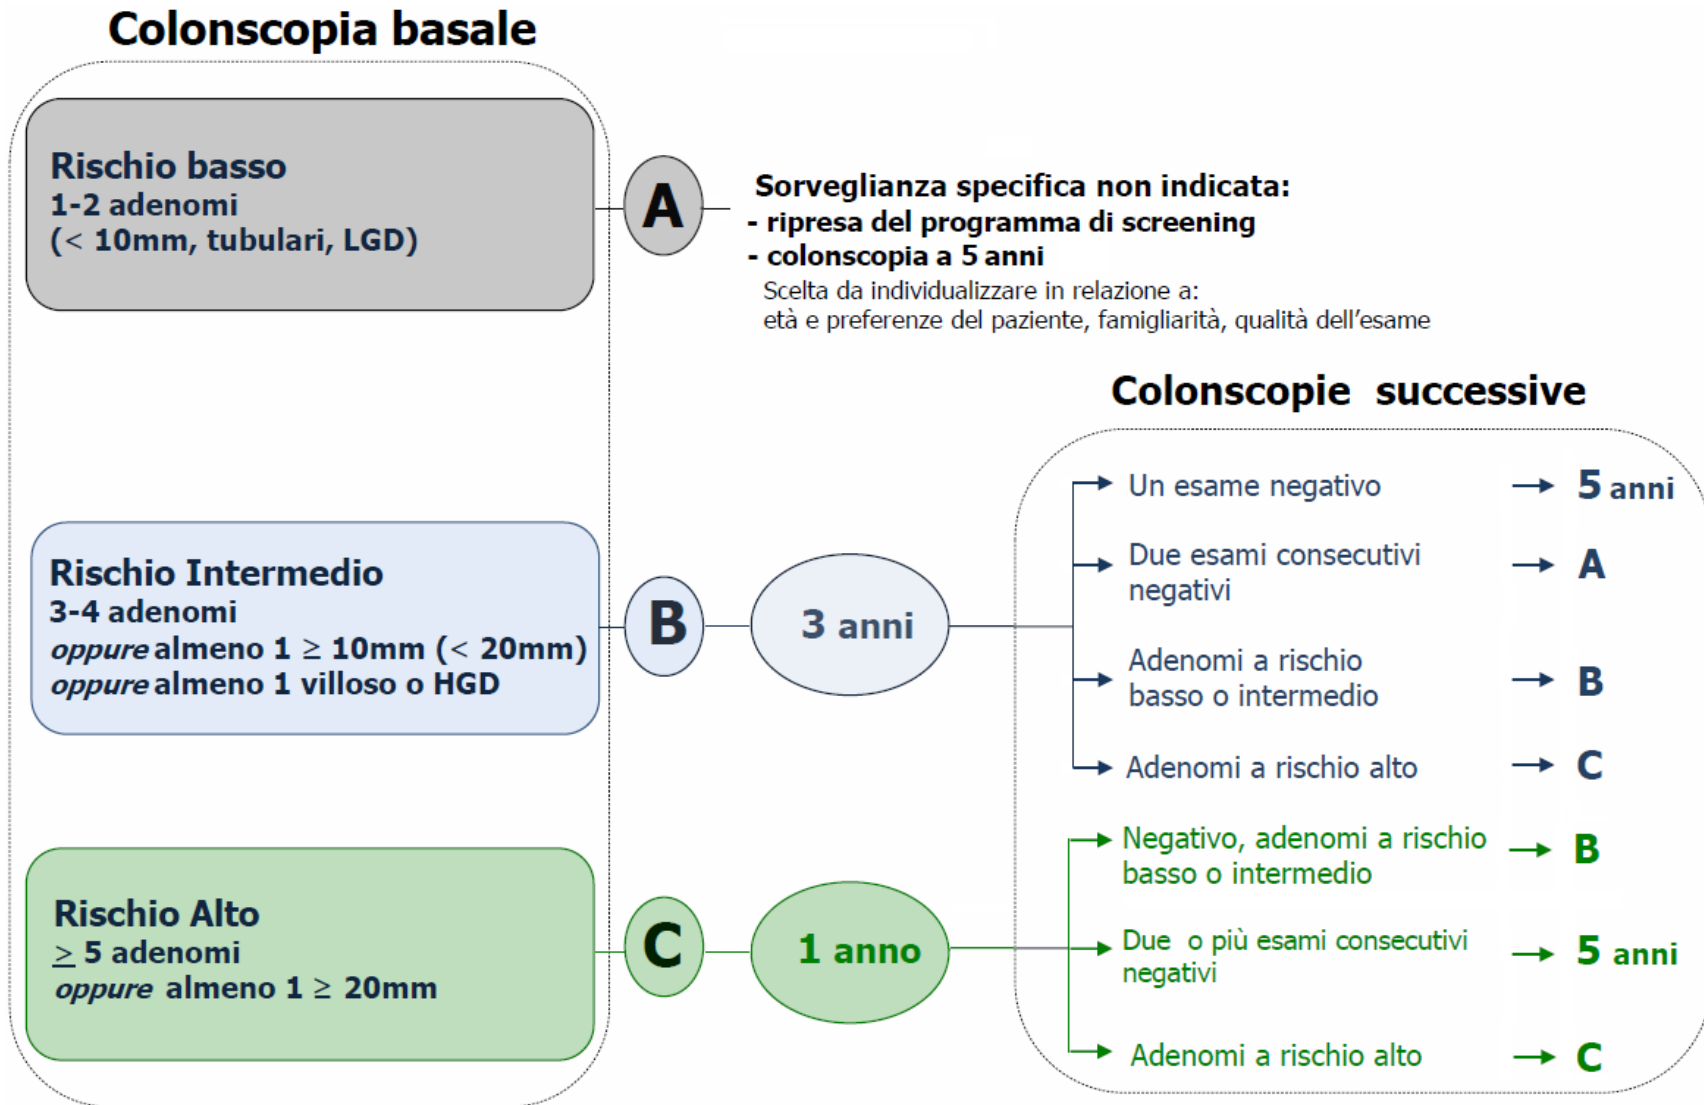 Colonscopia basale
Rischio basso
1-2 adenomi
(< 10mm, tubulari, LGD)
A
Sorveglianza specifica non indicata:
- ripresa del programma di screening
- colonscopia a 5 anni
Scelta da individualizzare in relazione a:
età e preferenze del paziente, famigliarità, qualità dell'esame
Colonscopie successive
Rischio Intermedio
3-4 adenomi
oppure almeno 1 ≥ 10mm (< 20mm)
oppure almeno 1 villoso o HGD
B
3 anni
Un esame negativo
5 anni
Due esami consecutivi
negativi
A
Adenomi a rischio
basso o intermedio
B
Adenomi a rischio alto
C
Rischio Alto
≥ 5 adenomi
oppure almeno 1 ≥ 20mm
C
1 anno
Negativo, adenomi a rischio
basso o intermedio
B
Due o più esami consecutivi
negativi
5 anni
Adenomi a rischio alto
C